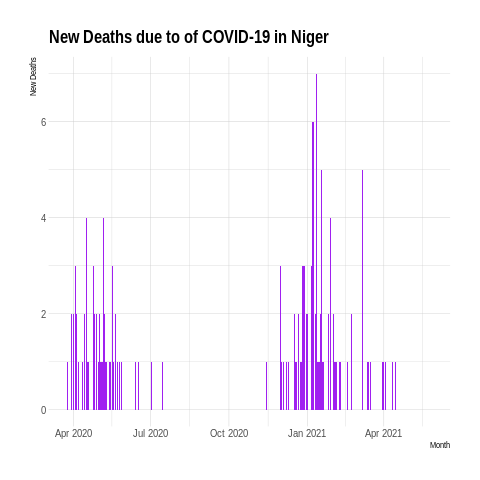 New Deaths due to of COVID-19 in Niger
New Deaths
6
4
2
0
Apr 2020 Jul 2020 Oct 2020 Jan 2021 Apr 2021
Month